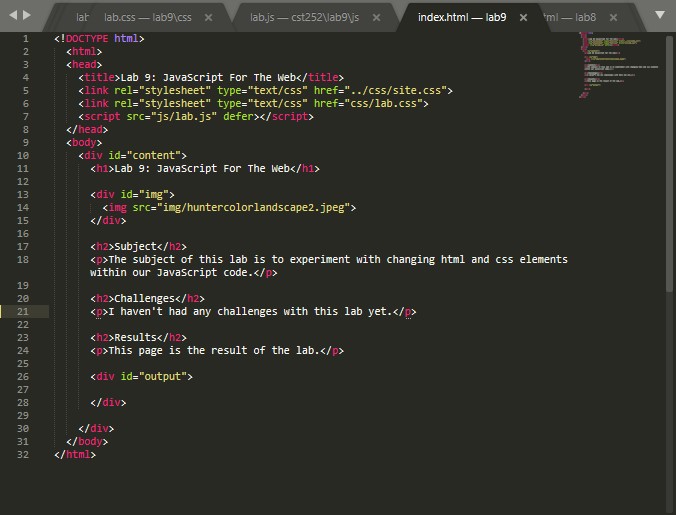 lab lab.css — lab9\css lab.js — cst252\lab9\js index.html — lab9 tml — lab8
1 <!DOCTYPE html>
2 <html>
3 <head>
4 <title>Lab 9: JavaScript For The Web</title>
5 <link rel="stylesheet" type="text/css" href="../css/site.css">
6 <link rel="stylesheet" type="text/css" href="css/lab.css">
7 <script src="js/lab.js" defer></script>
8 </head>
9 <body>
10 <div id="content">
11 <h1>Lab 9: JavaScript For The Web</h1>
12
13 <div id="img">
14 <img src="img/huntercolorlandscape2.jpeg">
15 </div>
16
17 <h2>Subject</h2>
18 <p>The subject of this lab is to experiment with changing html and css elements
within our JavaScript code.</p>
19
20 <h2>Challenges</h2>
21 <p>I haven't had any challenges with this lab yet.</p>
22
23 <h2>Results</h2>
24 <p>This page is the result of the lab.</p>
25
26 <div id="output">
27
28 </div>
29
30 </div>
31 </body>
32 </html>